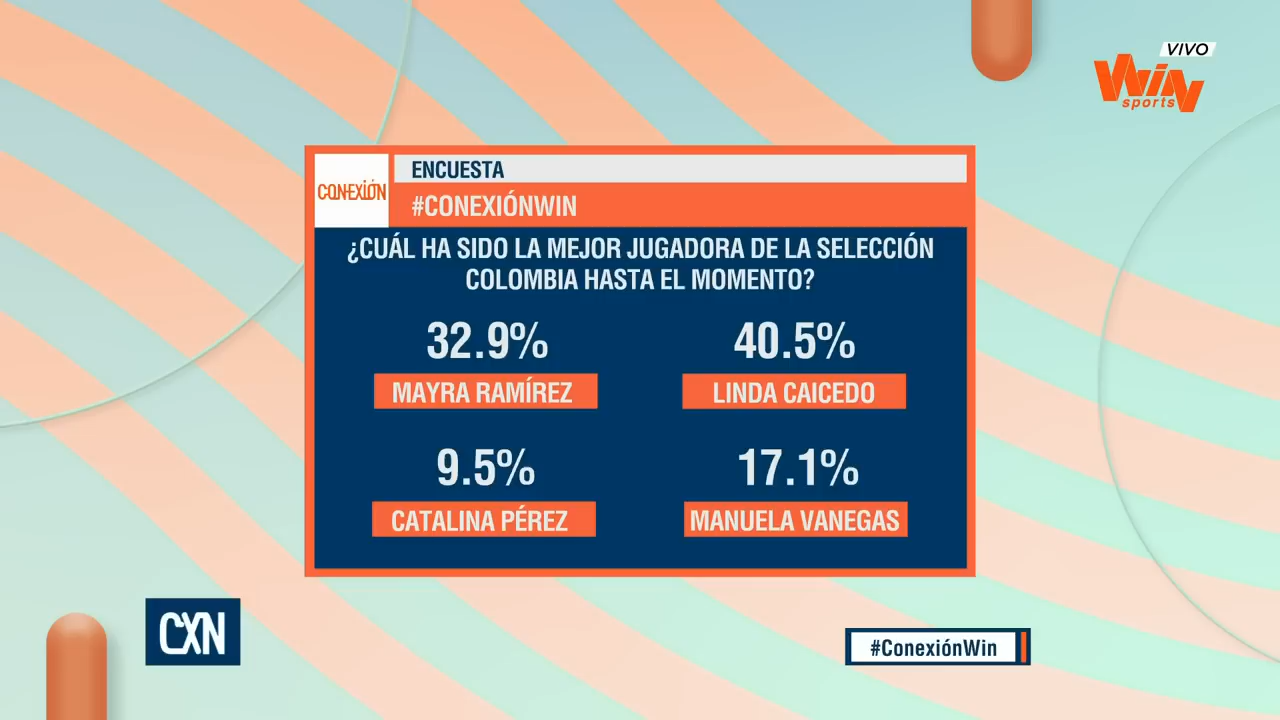 VIVO
WIN
sports
CONEXIÓN
ENCUESTA
#CONEXIÓNWIN
¿CUÁL HA SIDO LA MEJOR JUGADORA DE LA SELECCIÓN
COLOMBIA HASTA EL MOMENTO?
32.9%
40.5%
MAYRA RAMÍREZ
LINDA CAICEDO
9.5%
17.1%
CATALINA PÉREZ
MANUELA VANEGAS
CXN
#ConexiónWin